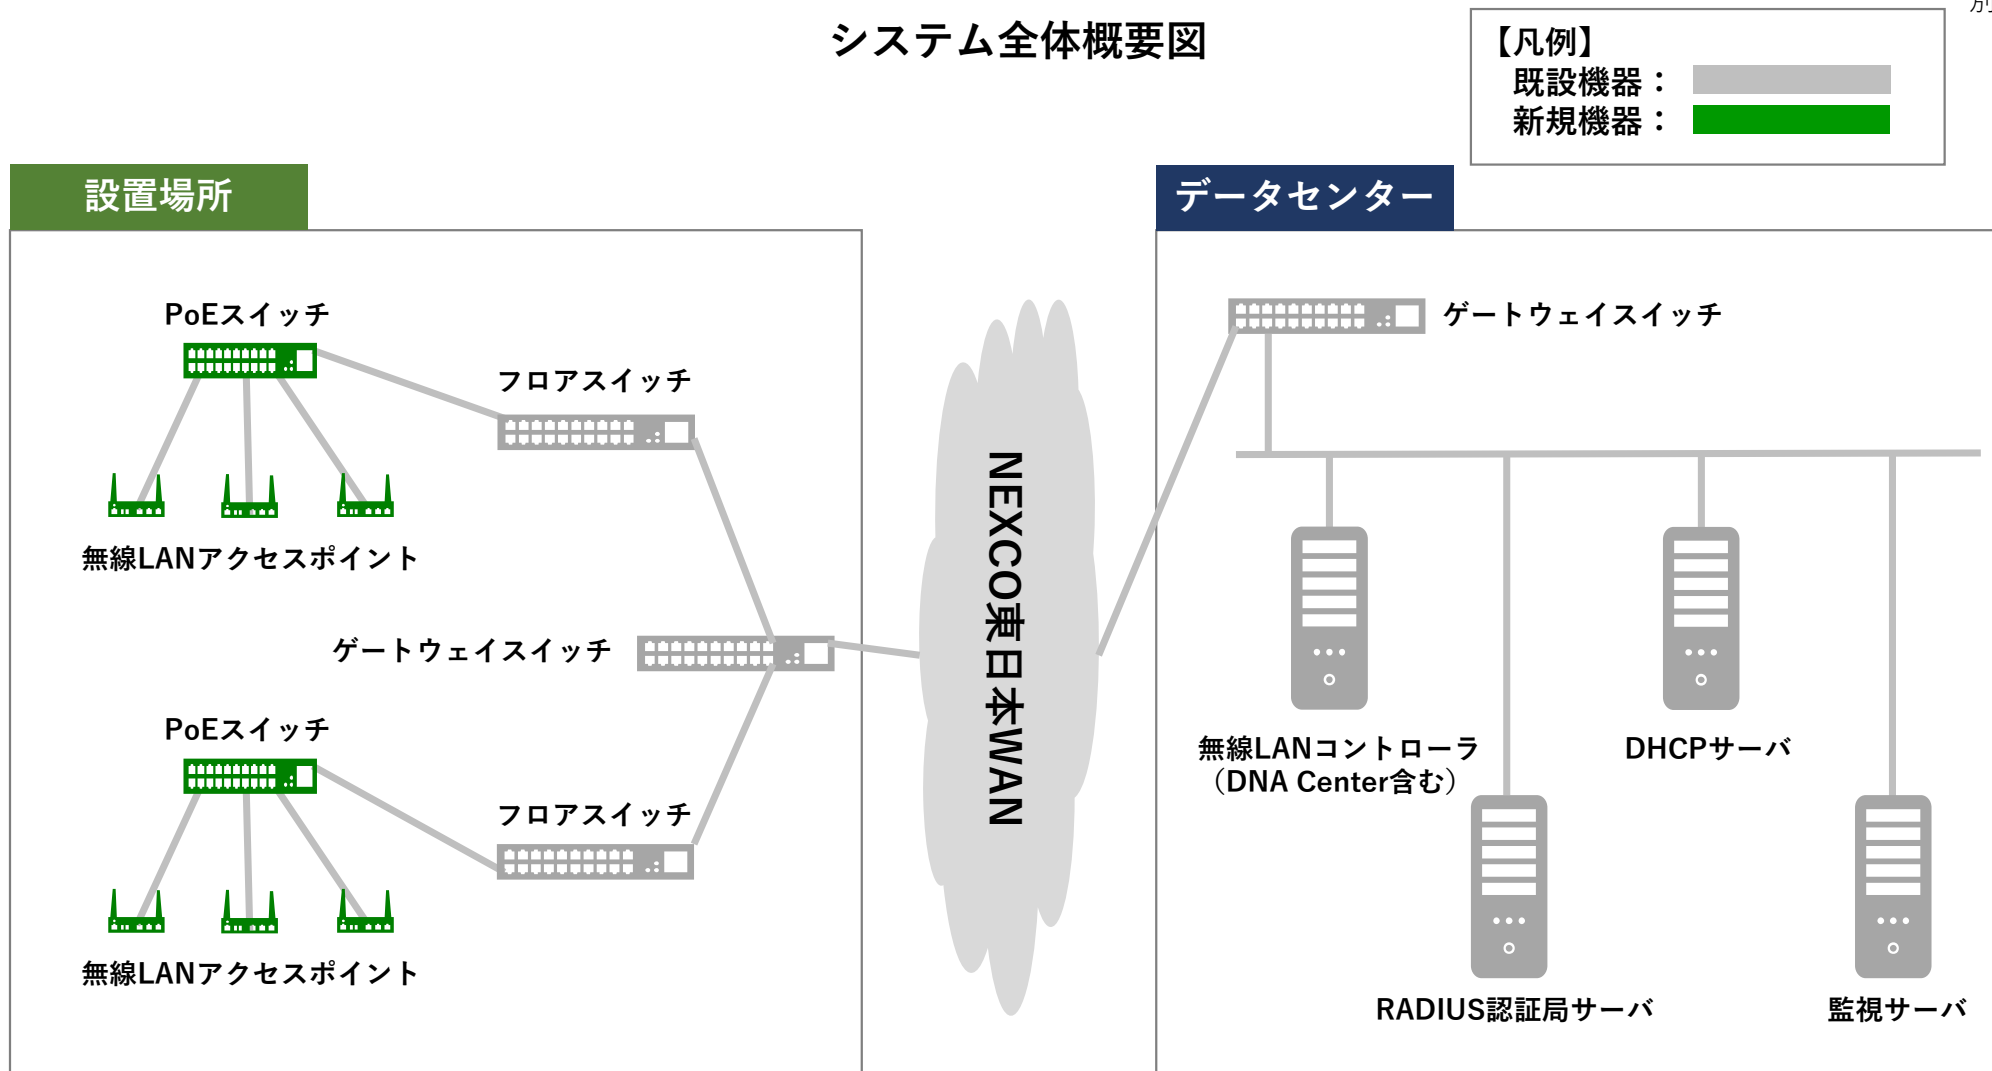 別
システム全体概要図
【凡例】
既設機器：
新規機器：
設置場所
データセンター
PoEスイッチ
フロアスイッチ
無線LANアクセスポイント
ゲートウェイスイッチ
PoEスイッチ
フロアスイッチ
無線LANアクセスポイント
NEXCO東日本WAN
ゲートウェイスイッチ
無線LANコントローラ
（DNA Center含む）
DHCPサーバ
RADIUS認証局サーバ
監視サーバ